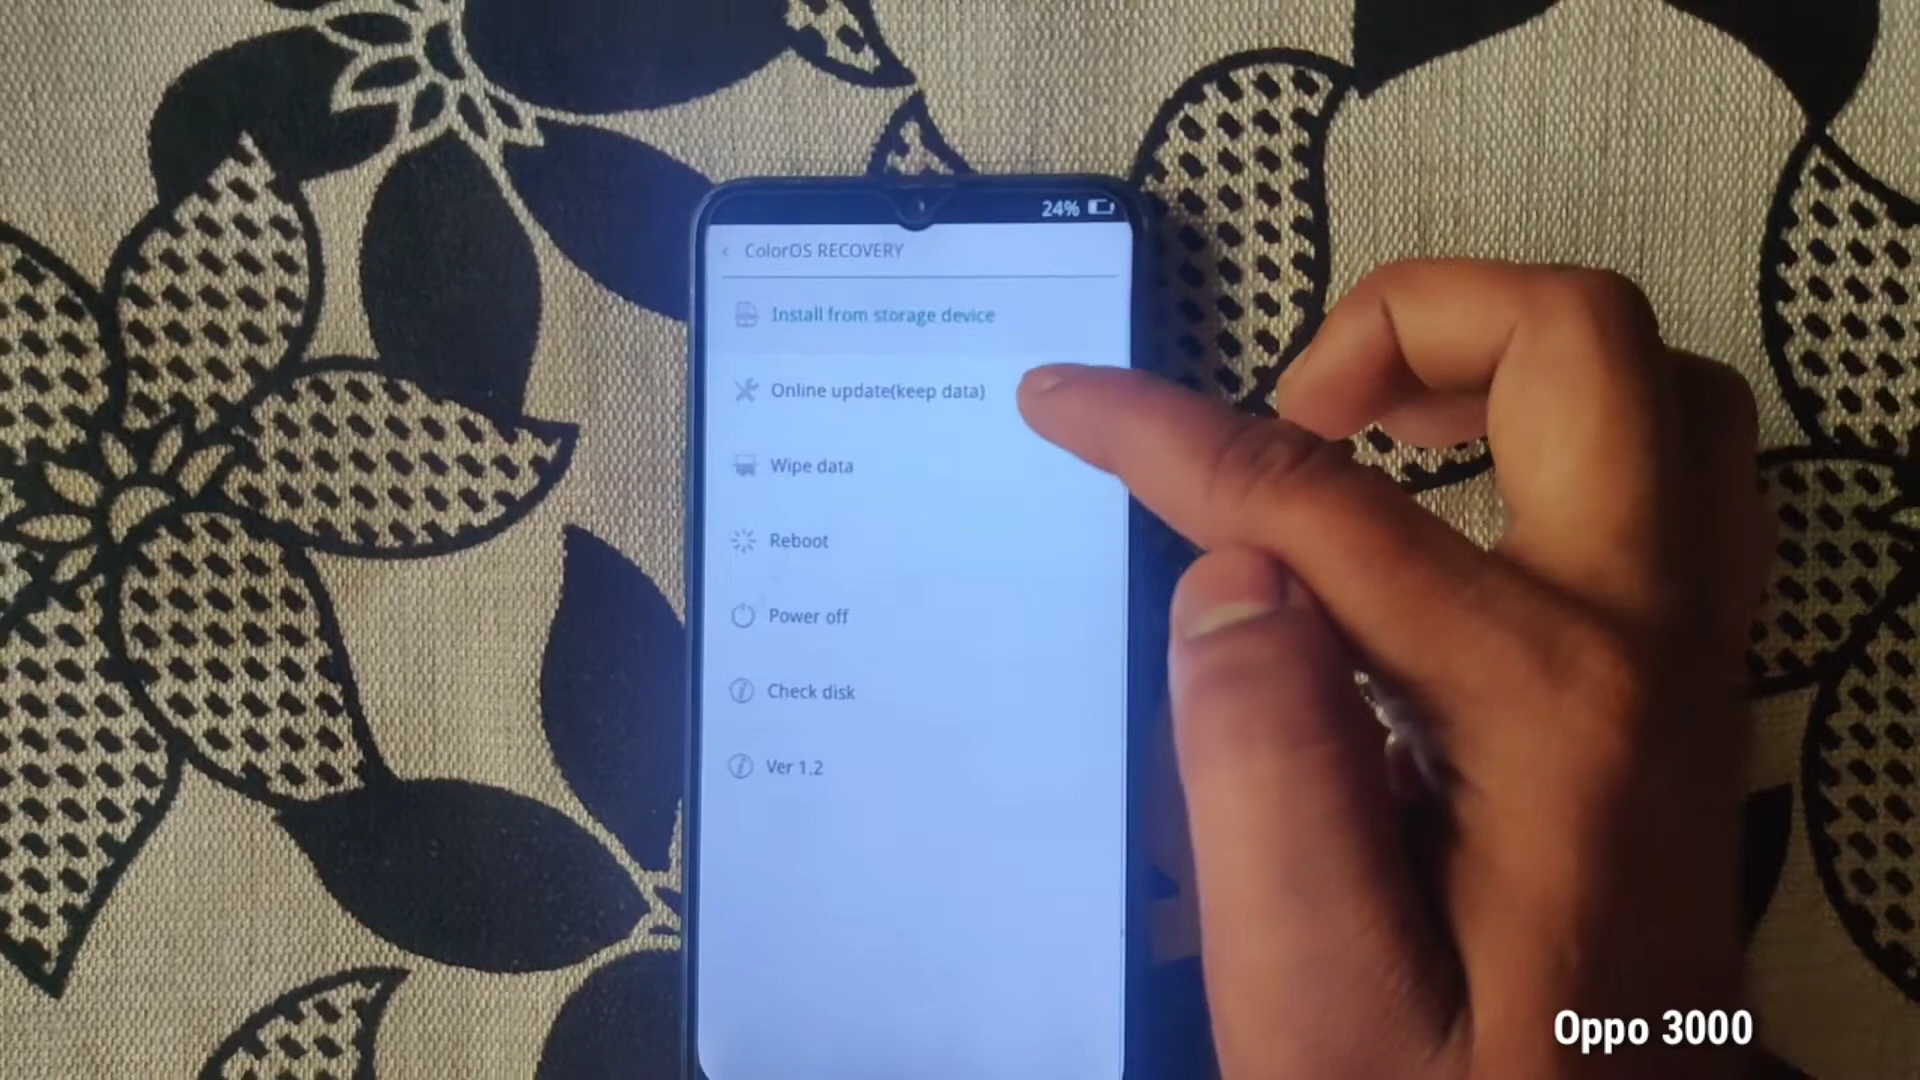 24%
ColorOS RECOVERY
Install from storage device
Online update(keep data)
Wipe data
Reboot
Power off
Check disk
Ver 1.2
Oppo 3000